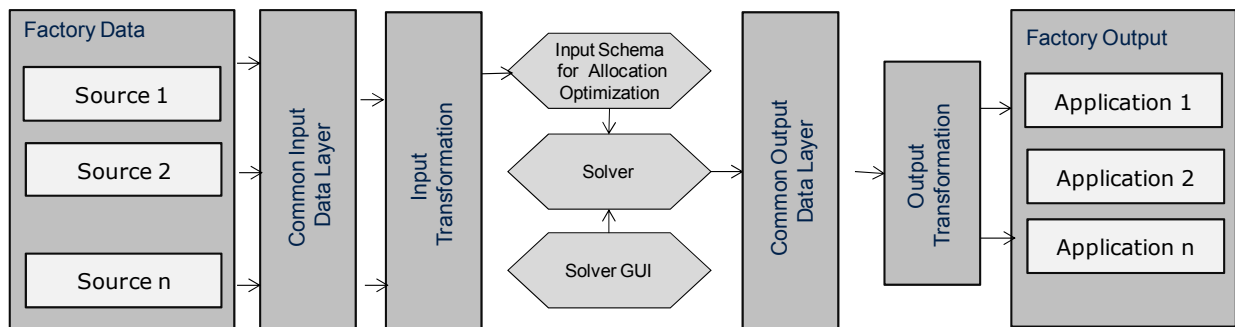 Factory Data
Source 1
Source 2
Source n
Common Input
Data Layer
Input
Transformation
Input Schema
for Allocation
Optimization
Solver
Solver GUI
Common Output
Data Layer
Output
Transformation
Factory Output
Application 1
Application 2
Application n